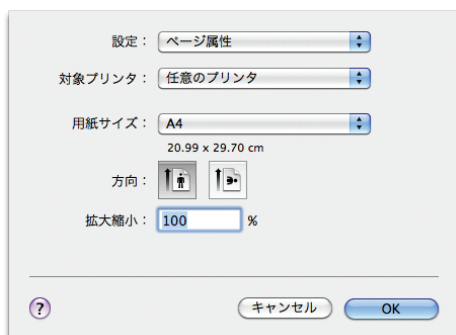 設定： ページ属性
対象プリンタ： 任意のプリンタ
用紙サイズ： A4
20.99 x 29.70 cm
方向：
拡大縮小： 100 %
? キャンセル OK